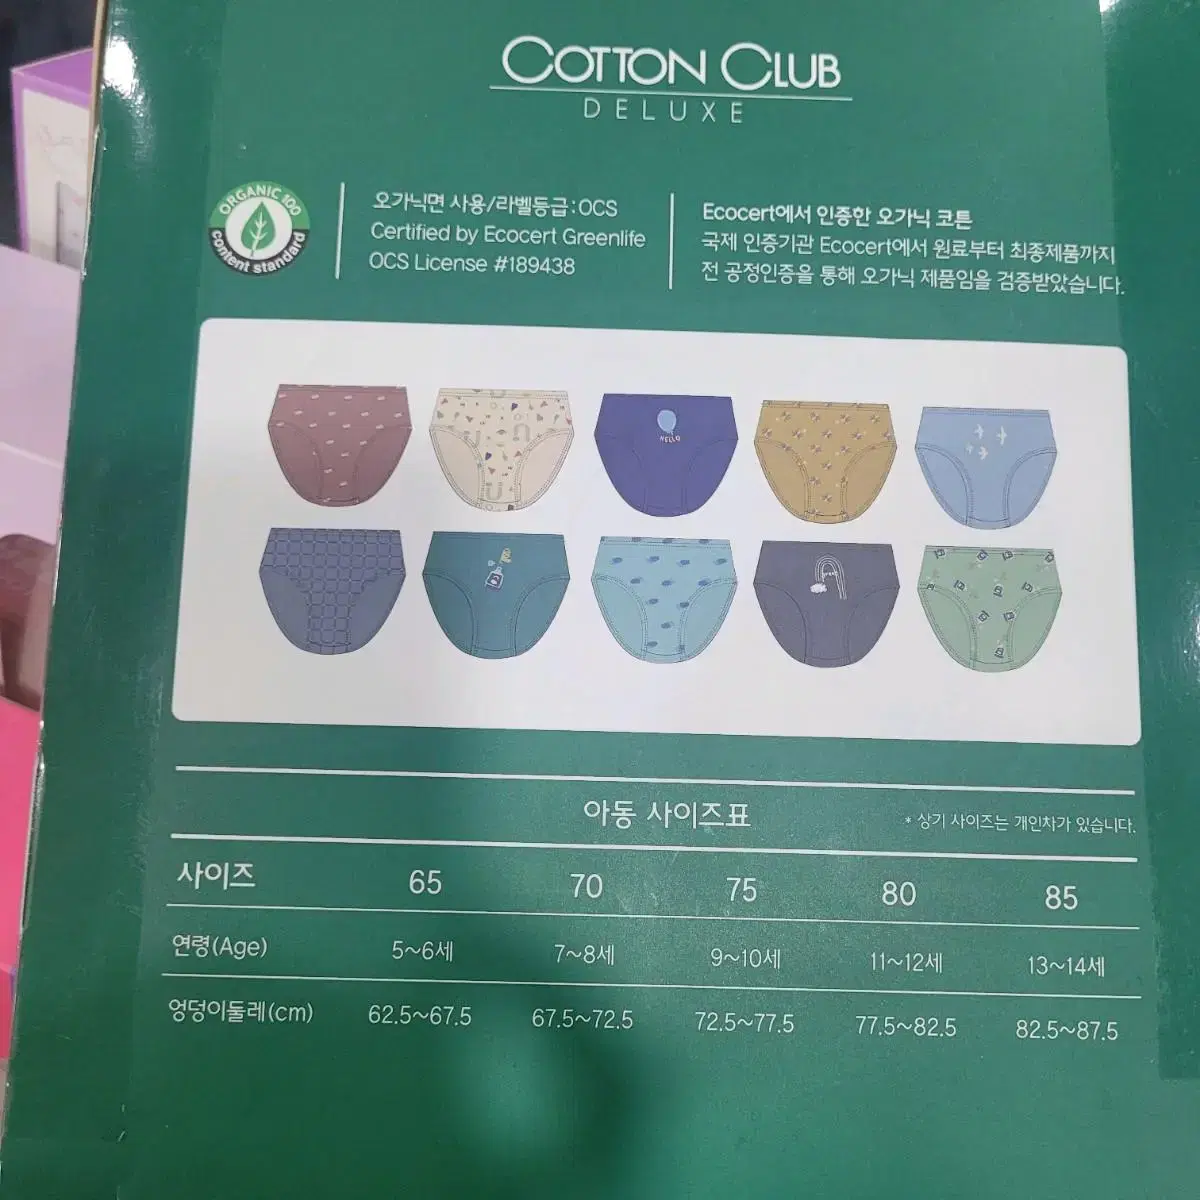 COTTON CLUB
DELUXE
ORGANIC 100
content standard
오가닉면 사용/라벨등급:OCS
Certified by Ecocert Greenlife
OCS License #189438
Ecocert에서 인증한 오가닉 코튼
국제 인증기관 Ecocert에서 원료부터 최종제품까지
전 공정인증을 통해 오가닉 제품임을 검증받았습니다.
HELLO
아동 사이즈표
* 상기 사이즈는 개인차가 있습니다.
사이즈 65 70 75 80 85
연령(Age) 5~6세 7~8세 9~10세 11~12세 13~14세
엉덩이둘레(cm) 62.5~67.5 67.5~72.5 72.5~77.5 77.5~82.5 82.5~87.5